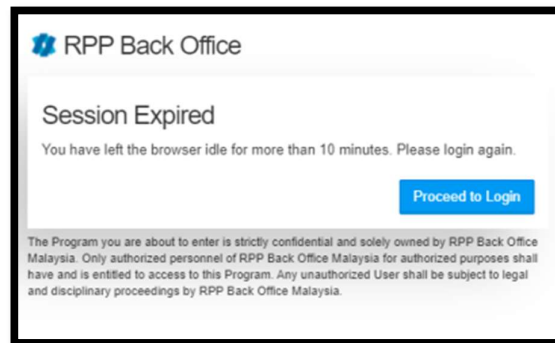 RPP Back Office
Session Expired
You have left the browser idle for more than 10 minutes. Please login again.
Proceed to Login
The Program you are about to enter is strictly confidential and solely owned by RPP Back Office
Malaysia. Only authorized personnel of RPP Back Office Malaysia for authorized purposes shall
have and is entitled to access to this Program. Any unauthorized User shall be subject to legal
and disciplinary proceedings by RPP Back Office Malaysia.